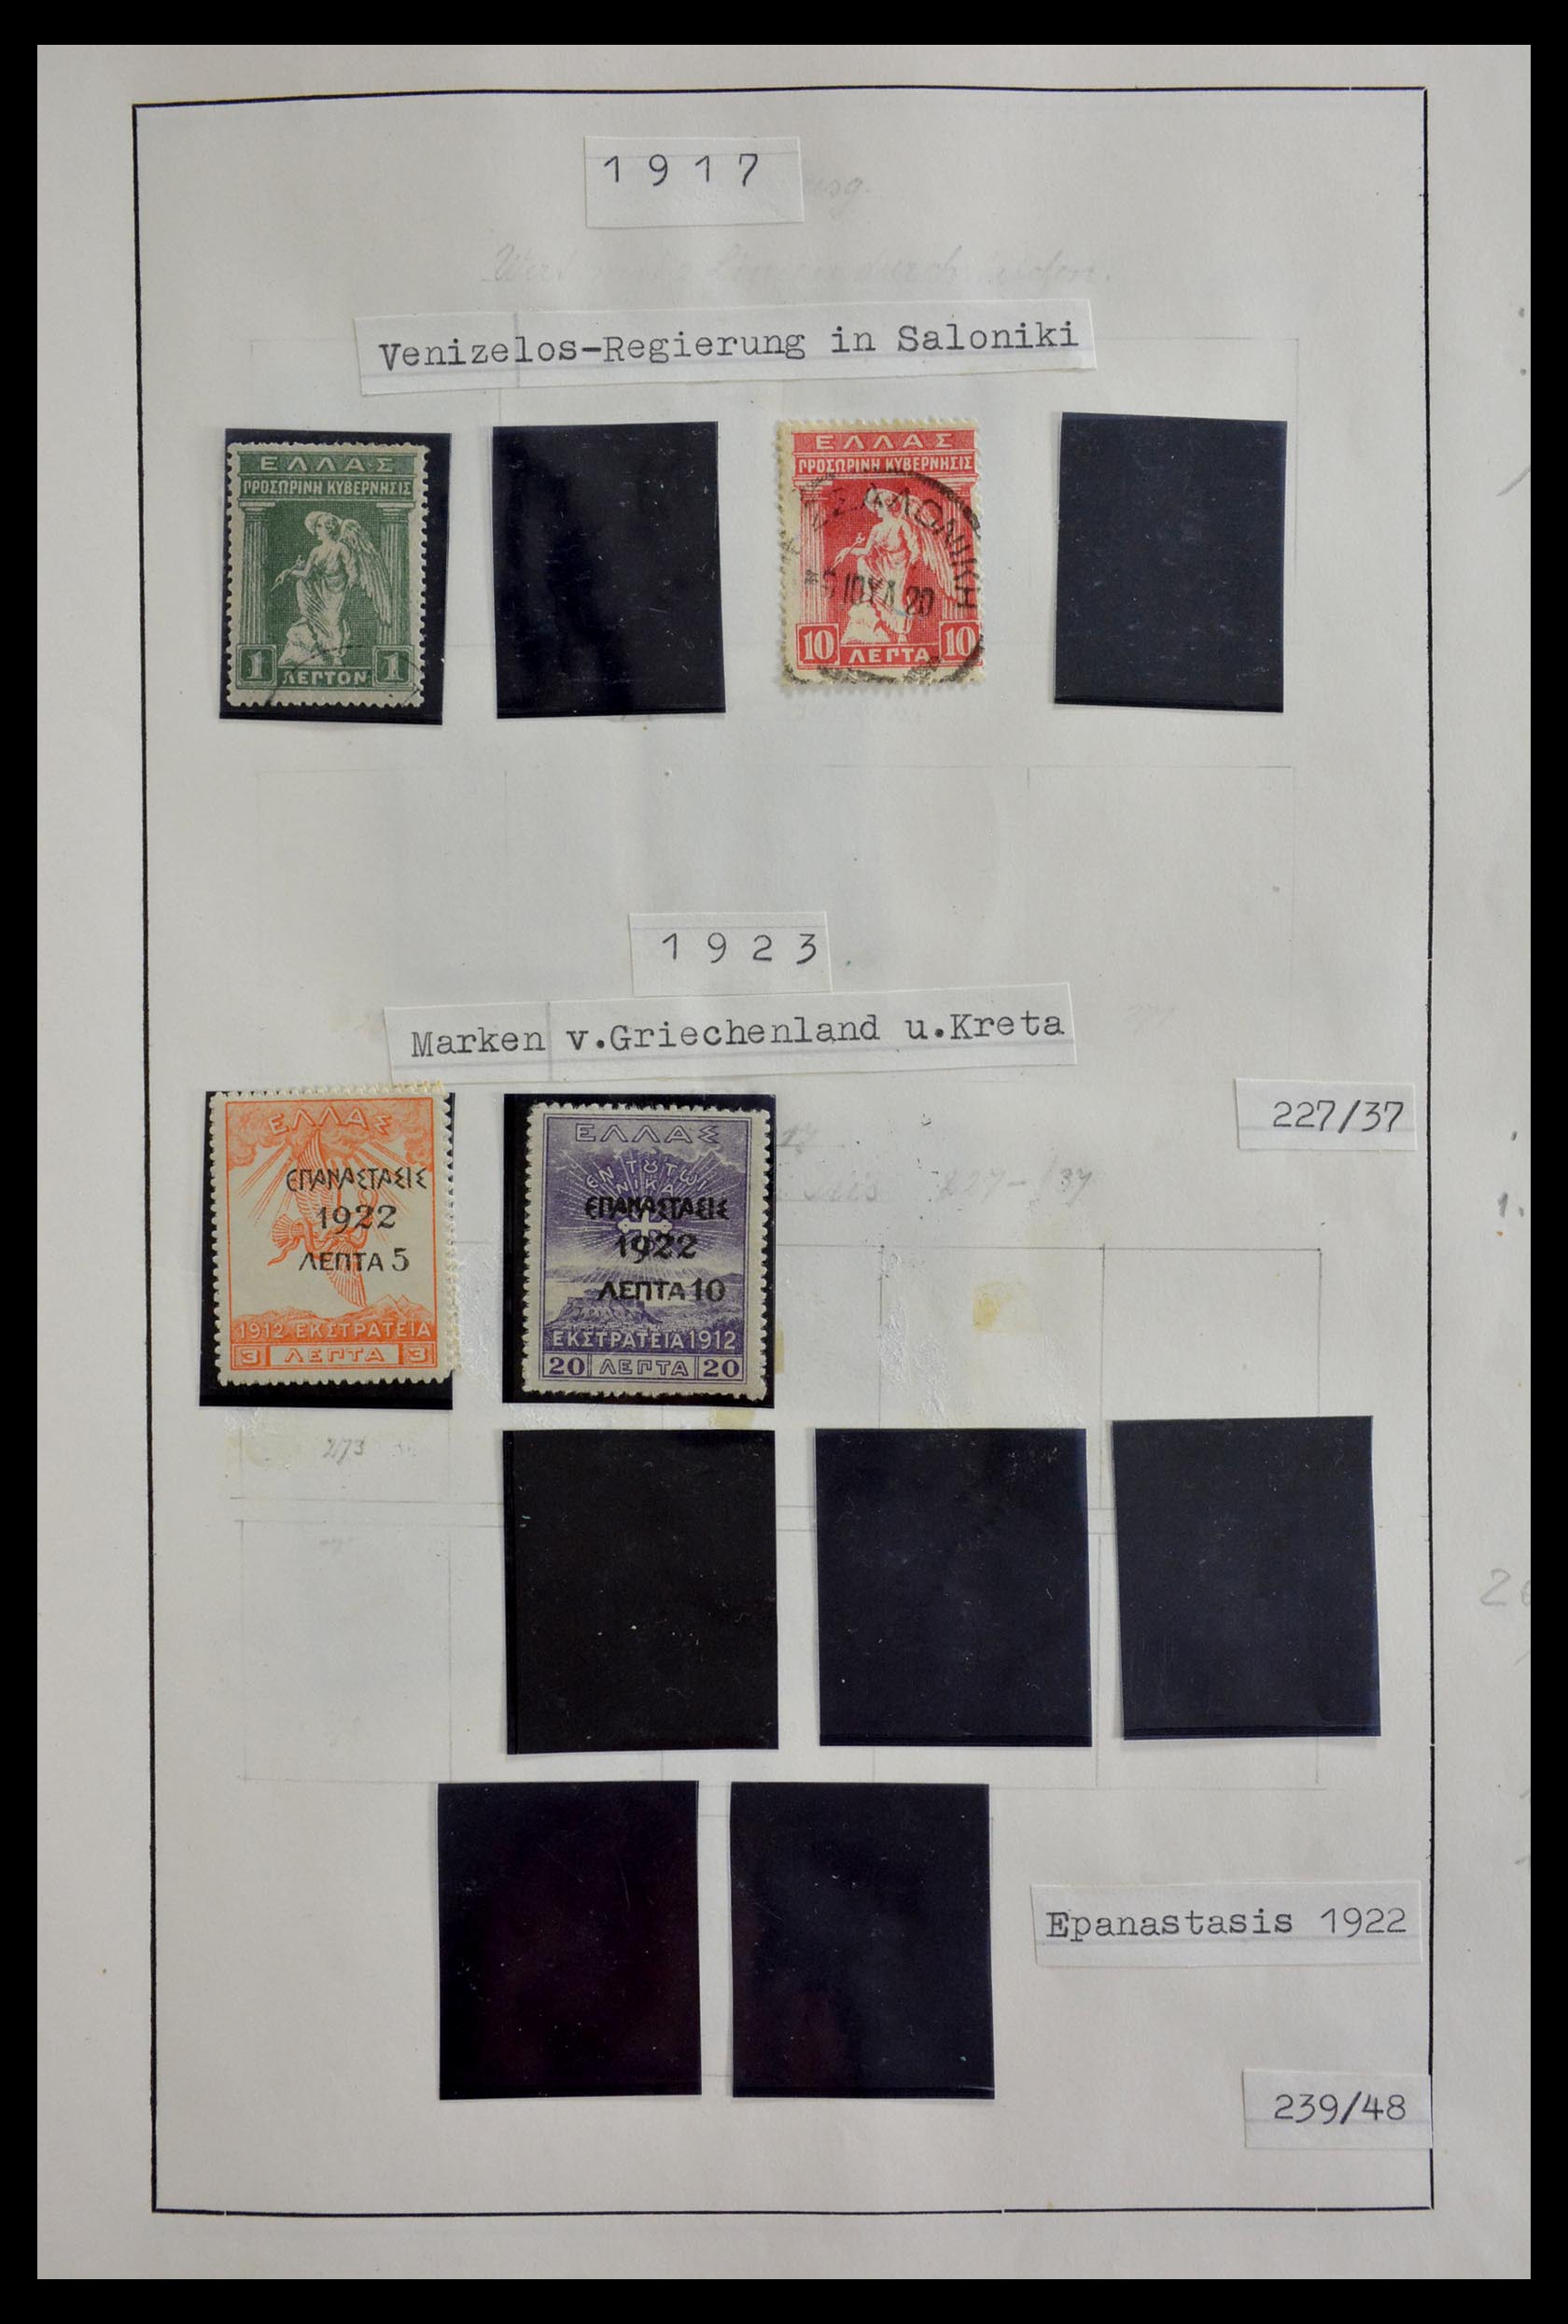 1917
Venizelos-Regierung in Saloniki
ΕΛΛΑΣ
ΠΡΟΣΩΡΙΝΗ ΚΥΒΕΡΝΗΣΙΣ
1 ΛΕΠΤΟΝ 1
ΕΛΛΑΣ
ΠΡΟΣΩΡΙΝΗ ΚΥΒΕΡΝΗΣΙΣ
10 ΛΕΠΤΑ 10
1923
Marken v.Griechenland u.Kreta
227/37
ΕΛΛΑΣ
ΕΠΑΝΑΣΤΑΣΙΣ
1922
ΛΕΠΤΑ 5
1912 ΕΚΣΤΡΑΤΕΙΑ
3 ΛΕΠΤΑ 3
ΕΛΛΑΣ
ΕΝ ΤΟΥΤΩΙ
ΝΙΚΑ
ΕΠΑΝΑΣΤΑΣΙΣ
1922
ΛΕΠΤΑ 10
ΕΚΣΤΡΑΤΕΙΑ 1912
20 ΛΕΠΤΑ 20
273
Epanastasis 1922
239/48